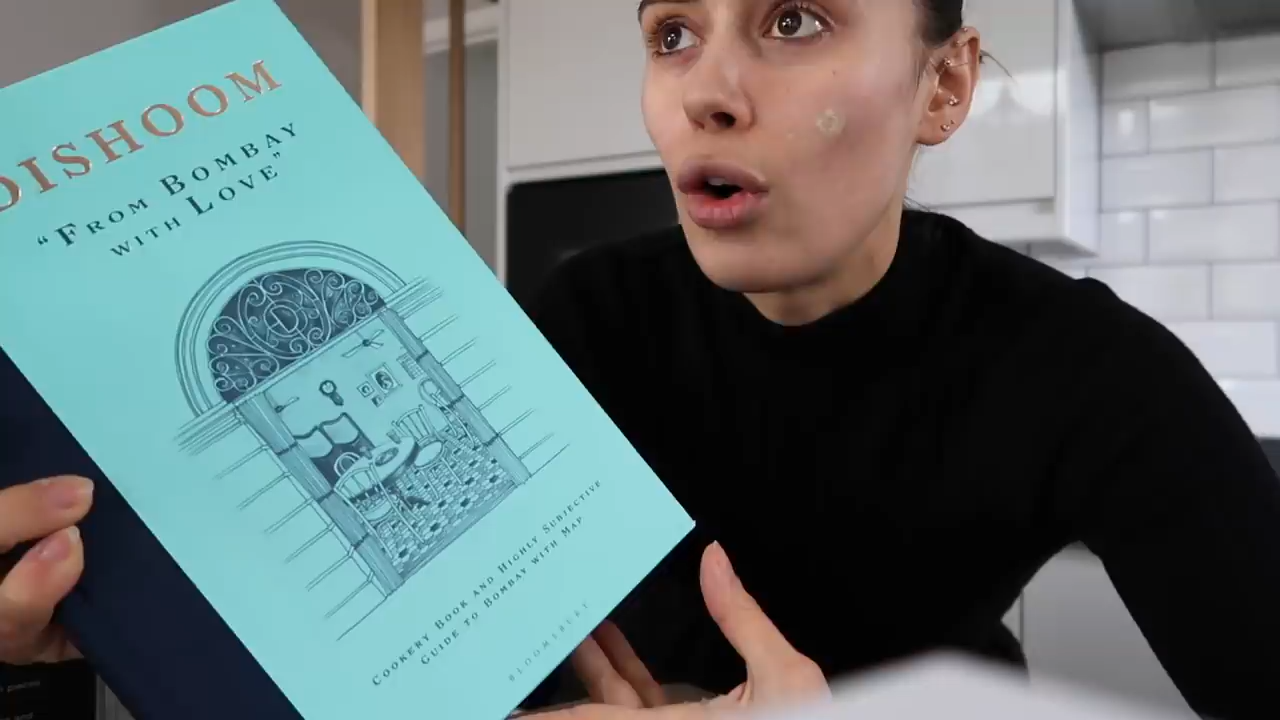 DISHOOM
“FROM BOMBAY
WITH LOVE”
D
COOKERY BOOK AND HIGHLY SUBJECTIVE
GUIDE TO BOMBAY WITH MAP
BLOOMSBURY